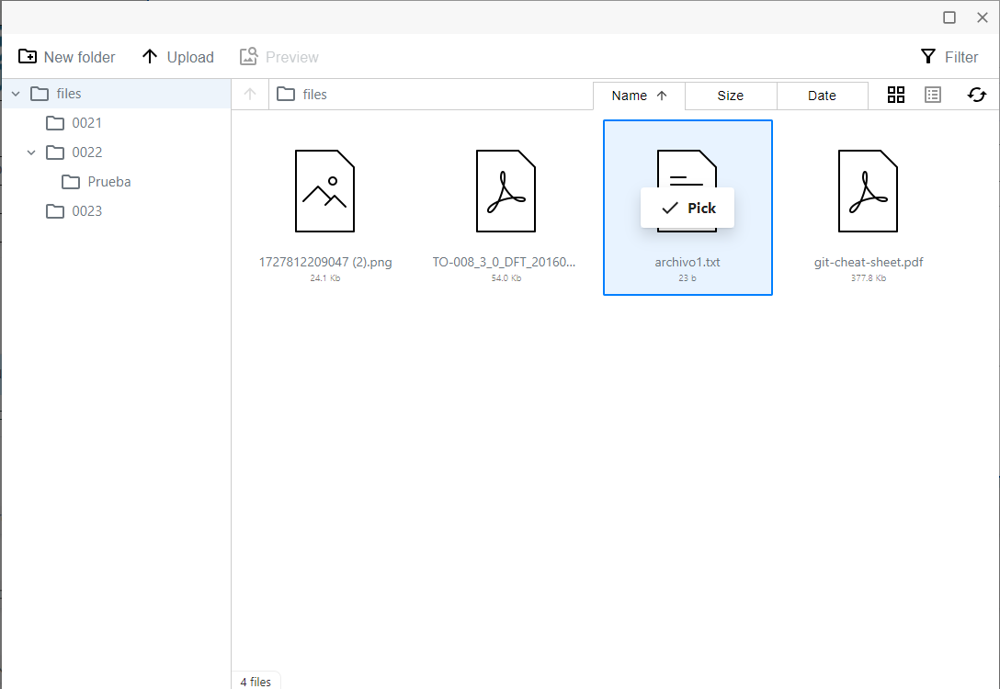 New folder Upload Preview Filter
files
0021
0022
Prueba
0023
files Name Size Date
Pick
1727812209047 (2).png TO-008_3_0_DFT_20160... archivo1.txt git-cheat-sheet.pdf
24.1 Kb 54.0 Kb 23 b 377.8 Kb
4 files